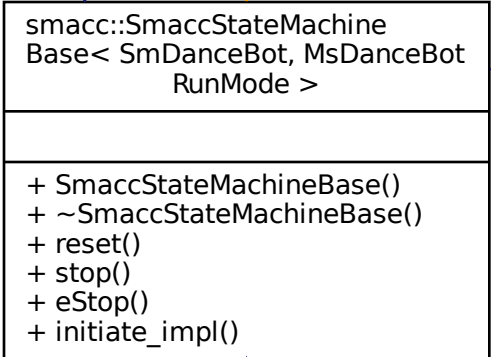 smacc::SmaccStateMachine
Base< SmDanceBot, MsDanceBot
RunMode >
+ SmaccStateMachineBase()
+ ~SmaccStateMachineBase()
+ reset()
+ stop()
+ eStop()
+ initiate_impl()